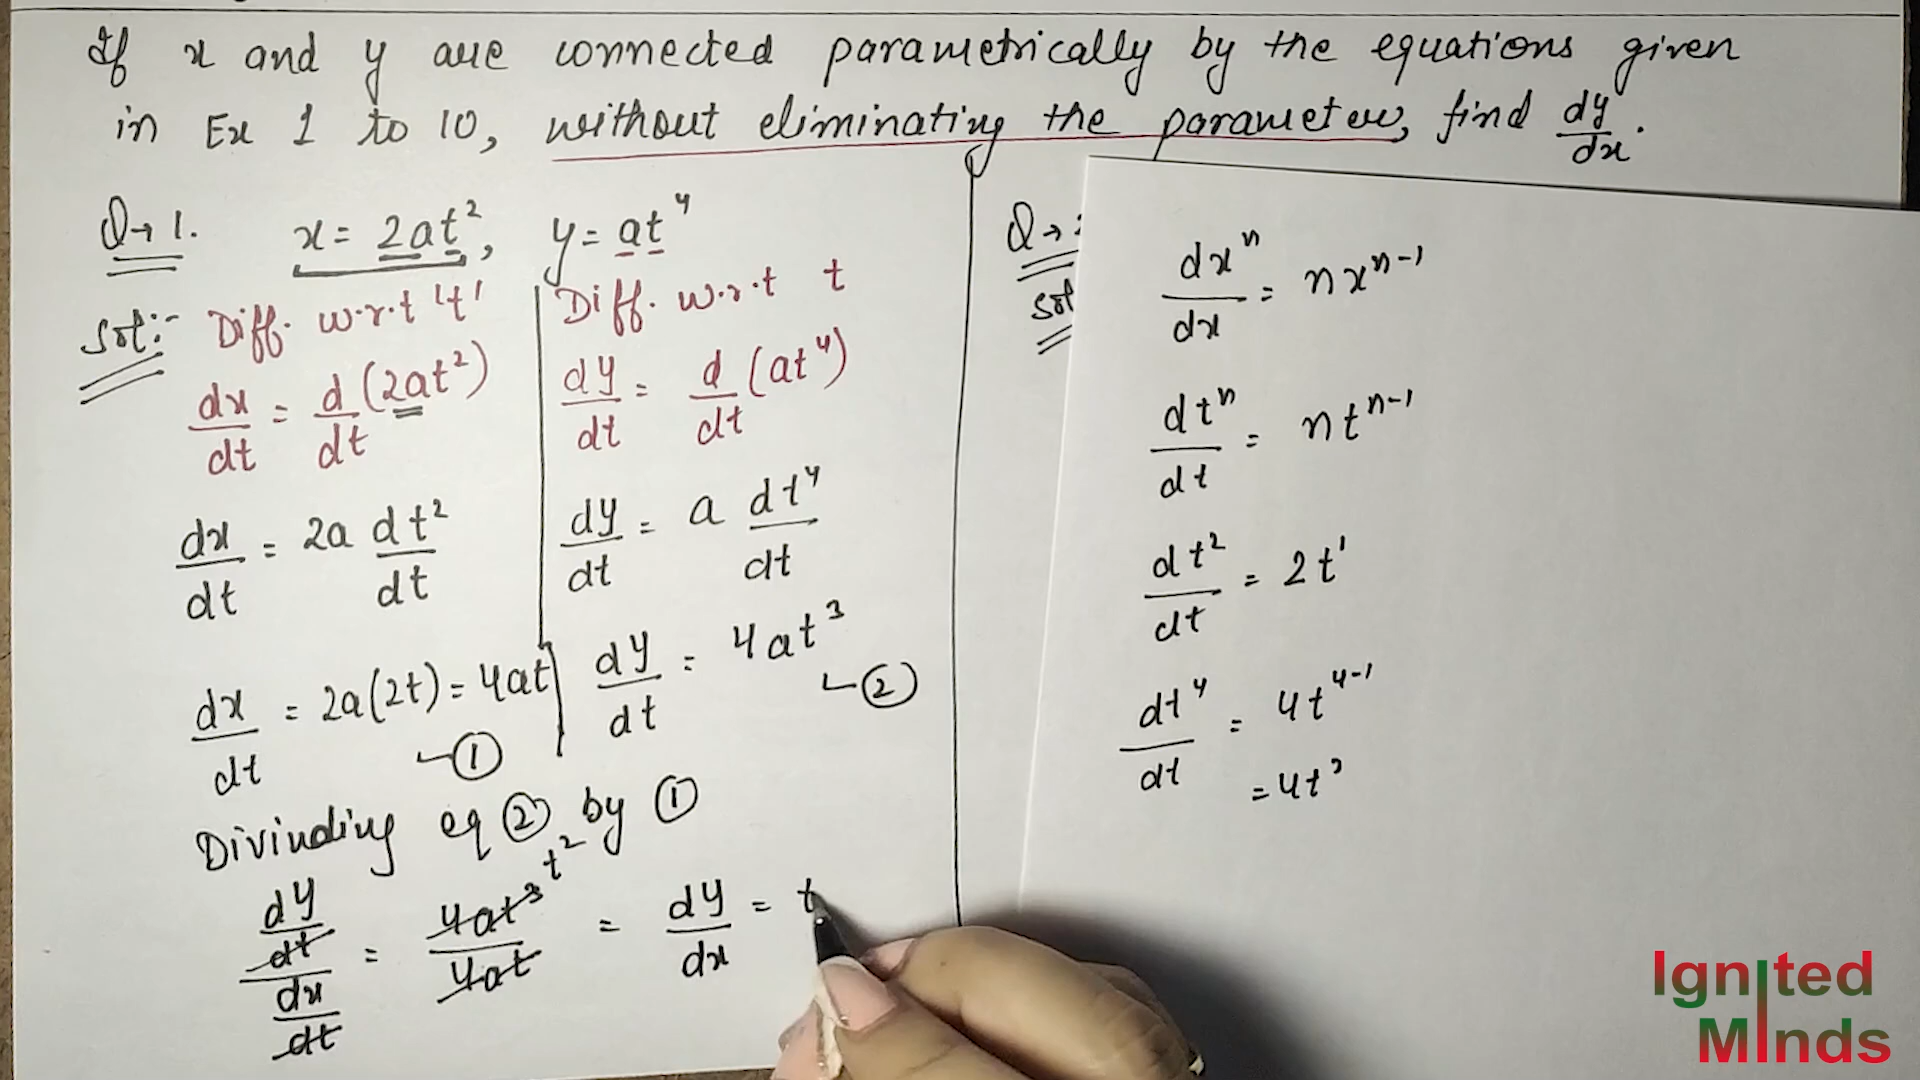 If x and y are connected parametrically by the equations given
in Ex 1 to 10, without eliminating the parameter, find dy/dx.
Q→1. x = 2at², y = at⁴
Sol:- Diff. w.r.t 't'
dx/dt = d/dt (2at²)
dx/dt = 2a dt²/dt
dx/dt = 2a(2t) = 4at
①
Diff. w.r.t t
dy/dt = d/dt (at⁴)
dy/dt = a dt⁴/dt
dy/dt = 4at³
②
Divinding eq ② by ①
dy/dt / dx/dt = 4at³/4at t² = dy/dx = t
Q→
Sol
dxⁿ/dx = nxⁿ⁻¹
dtⁿ/dt = ntⁿ⁻¹
dt²/dt = 2t¹
dt⁴/dt = 4t⁴⁻¹
= 4t³
Ignited
Minds